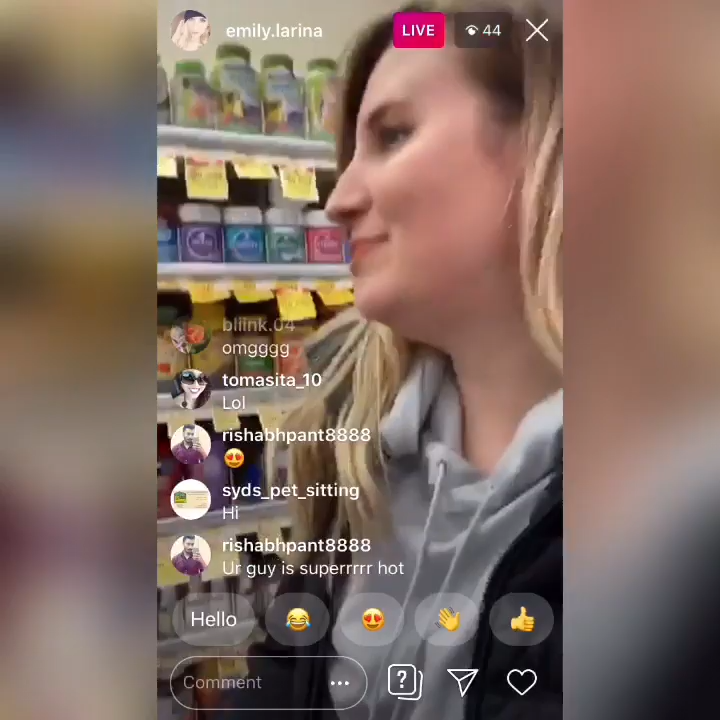 emily.larina
LIVE
44
bliink.04
omgggg
tomasita_10
Lol
rishabhpant8888
😍
syds_pet_sitting
Hi
rishabhpant8888
Ur guy is superrrrr hot
Hello 😂 😍 👋 👍
Comment ...
?